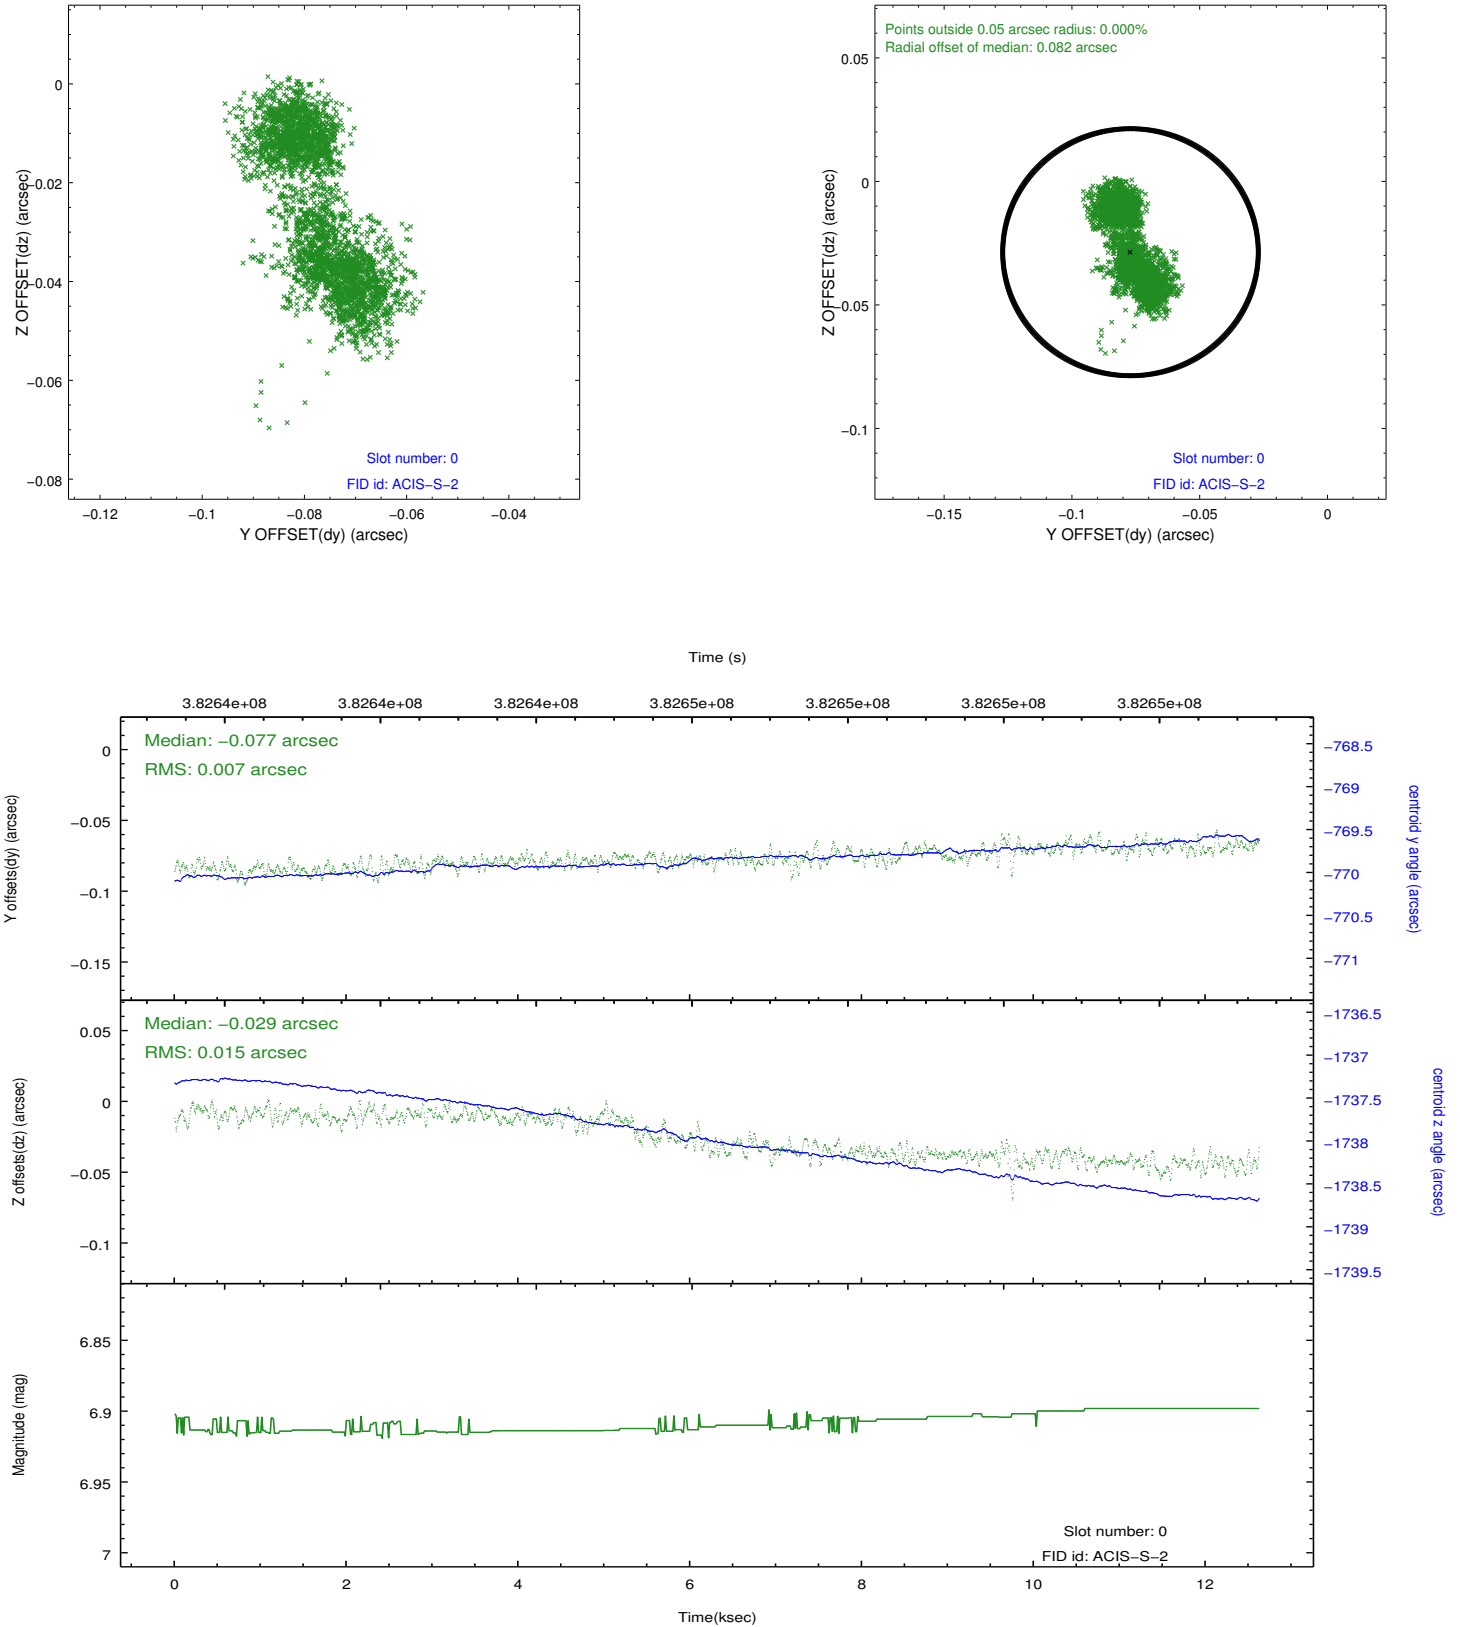 0
−0.02
−0.04
−0.06
−0.08
Z OFFSET(dz) (arcsec)
Slot number: 0
FID id: ACIS−S−2
−0.12
−0.1
−0.08
−0.06
−0.04
Y OFFSET(dy) (arcsec)
Points outside 0.05 arcsec radius: 0.000%
Radial offset of median: 0.082 arcsec
0.05
0
−0.05
−0.1
Z OFFSET(dz) (arcsec)
Slot number: 0
FID id: ACIS−S−2
−0.15
−0.1
−0.05
0
Y OFFSET(dy) (arcsec)
Time (s)
3.8264e+08
3.8264e+08
3.8264e+08
3.8265e+08
3.8265e+08
3.8265e+08
3.8265e+08
Median: −0.077 arcsec
RMS: 0.007 arcsec
0
−0.05
−0.1
−0.15
Y offsets(dy) (arcsec)
−768.5
−769
−769.5
−770
−770.5
−771
centroid y angle (arcsec)
Median: −0.029 arcsec
RMS: 0.015 arcsec
0.05
0
−0.05
−0.1
Z offsets(dz) (arcsec)
−1736.5
−1737
−1737.5
−1738
−1738.5
−1739
−1739.5
centroid z angle (arcsec)
6.85
6.9
6.95
7
Magnitude (mag)
Slot number: 0
FID id: ACIS−S−2
0
2
4
6
8
10
12
Time(ksec)